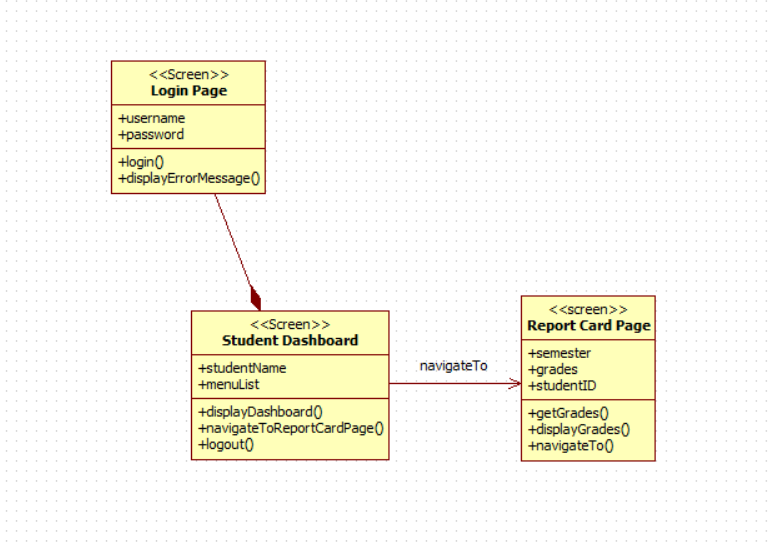 <<Screen>>
Login Page
+username
+password
+login()
+displayErrorMessage()
<<Screen>>
Student Dashboard
+studentName
+menuList
+displayDashboard()
+navigateToReportCardPage()
+logout()
navigateTo
<<screen>>
Report Card Page
+semester
+grades
+studentID
+getGrades()
+displayGrades()
+navigateTo()